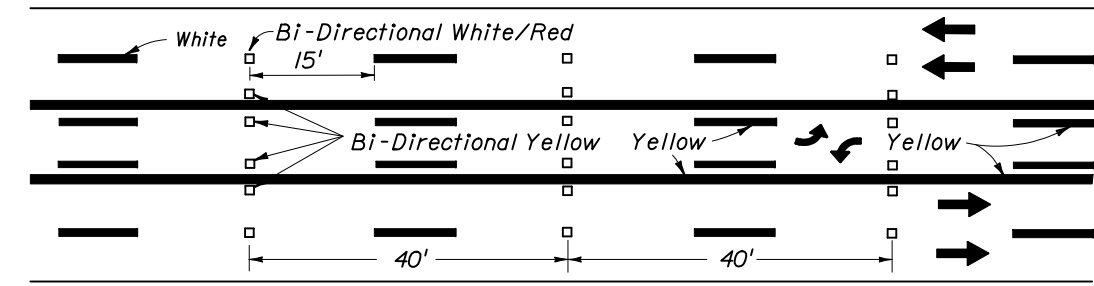 White
Bi-Directional White/Red
15'
Bi-Directional Yellow
Yellow
Yellow
40'
40'